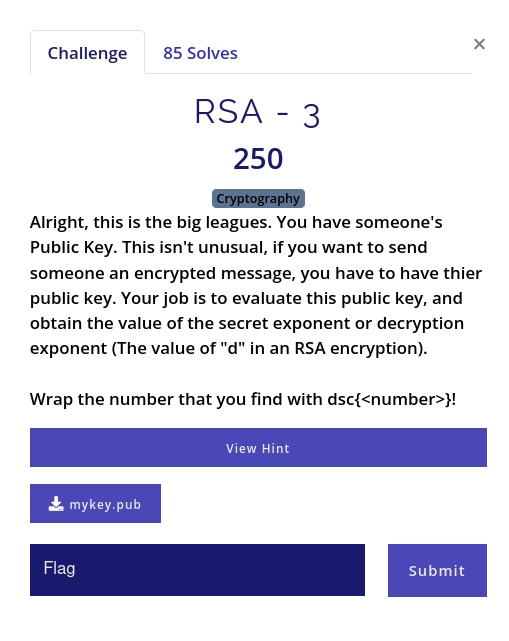 Challenge
85 Solves
×
RSA - 3
250
Cryptography
Alright, this is the big leagues. You have someone's
Public Key. This isn't unusual, if you want to send
someone an encrypted message, you have to have thier
public key. Your job is to evaluate this public key, and
obtain the value of the secret exponent or decryption
exponent (The value of "d" in an RSA encryption).
Wrap the number that you find with dsc{<number>}!
View Hint
mykey.pub
Flag
Submit